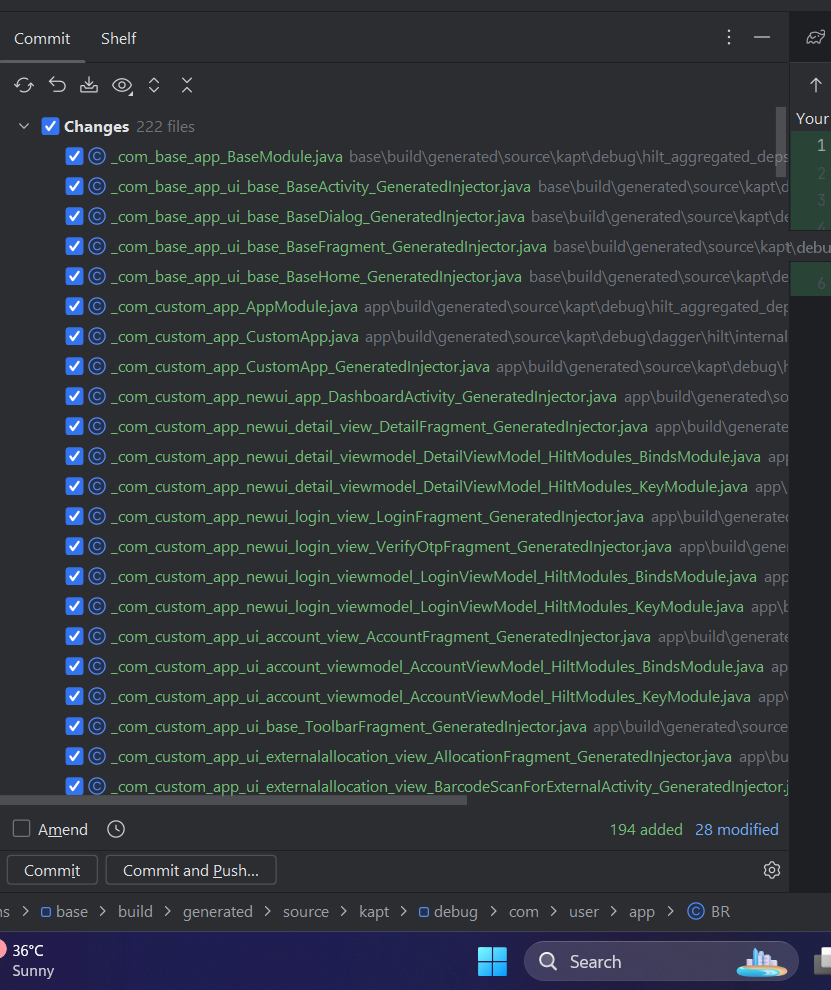 Commit Shelf
Your
Changes 222 files
1
2
3
_com_base_app_BaseModule.java base\build\generated\source\kapt\debug\hilt_aggregated_deps
_com_base_app_ui_base_BaseActivity_GeneratedInjector.java base\build\generated\source\kapt\d
_com_base_app_ui_base_BaseDialog_GeneratedInjector.java base\build\generated\source\kapt\de
_com_base_app_ui_base_BaseFragment_GeneratedInjector.java base\build\generated\source\kapt\debu
_com_base_app_ui_base_BaseHome_GeneratedInjector.java base\build\generated\source\kapt\de
6
_com_custom_app_AppModule.java app\build\generated\source\kapt\debug\hilt_aggregated_dep
_com_custom_app_CustomApp.java app\build\generated\source\kapt\debug\dagger\hilt\internal
_com_custom_app_CustomApp_GeneratedInjector.java app\build\generated\source\kapt\debug\h
_com_custom_app_newui_app_DashboardActivity_GeneratedInjector.java app\build\generated\so
_com_custom_app_newui_detail_view_DetailFragment_GeneratedInjector.java app\build\generate
_com_custom_app_newui_detail_viewmodel_DetailViewModel_HiltModules_BindsModule.java app
_com_custom_app_newui_detail_viewmodel_DetailViewModel_HiltModules_KeyModule.java app\
_com_custom_app_newui_login_view_LoginFragment_GeneratedInjector.java app\build\generated
_com_custom_app_newui_login_view_VerifyOtpFragment_GeneratedInjector.java app\build\gener
_com_custom_app_newui_login_viewmodel_LoginViewModel_HiltModules_BindsModule.java app
_com_custom_app_newui_login_viewmodel_LoginViewModel_HiltModules_KeyModule.java app\b
_com_custom_app_ui_account_view_AccountFragment_GeneratedInjector.java app\build\generate
_com_custom_app_ui_account_viewmodel_AccountViewModel_HiltModules_BindsModule.java ap
_com_custom_app_ui_account_viewmodel_AccountViewModel_HiltModules_KeyModule.java app\
_com_custom_app_ui_base_ToolbarFragment_GeneratedInjector.java app\build\generated\source
_com_custom_app_ui_externalallocation_view_AllocationFragment_GeneratedInjector.java app\bu
_com_custom_app_ui_externalallocation_view_BarcodeScanForExternalActivity_GeneratedInjector.j
Amend 194 added 28 modified
Commit Commit and Push...
ns > base > build > generated > source > kapt > debug > com > user > app > BR
36°C
Sunny
Search